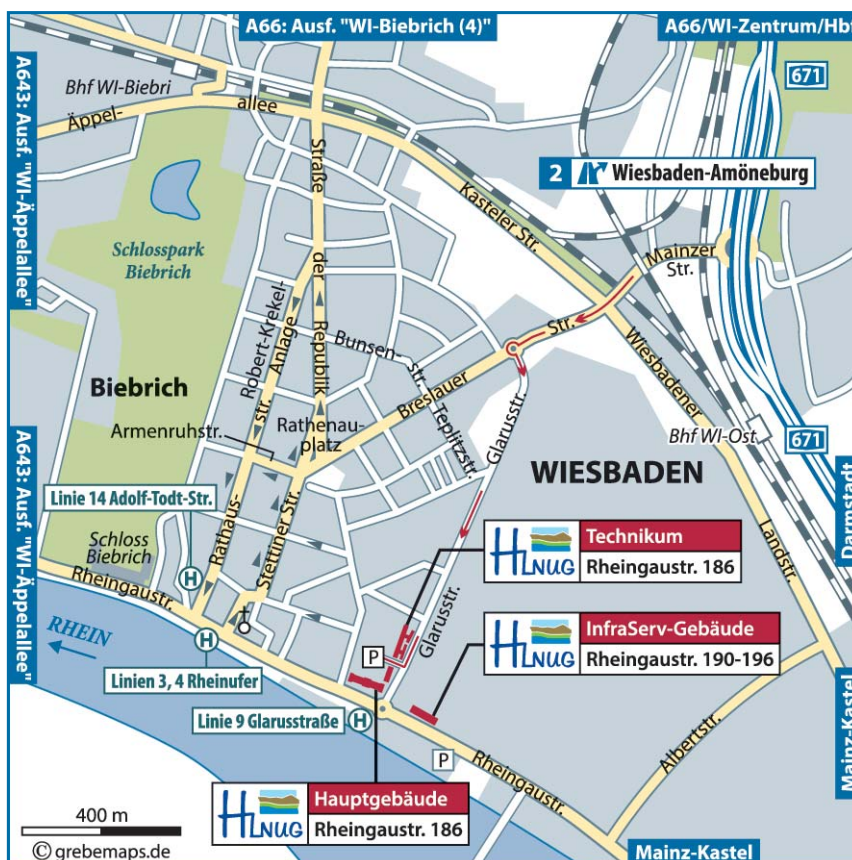 A66: Ausf. "WI-Biebrich (4)"
A66/WI-Zentrum/Hbf
A643: Ausf. "WI-Äppelallee"
671
Bhf WI-Biebri
Äppel-
allee
Straße
der
Republik
Kasteler Str.
2 Wiesbaden-Amöneburg
Schlosspark
Biebrich
Mainzer
Str.
Robert-Krekel-
Anlage
Bunsen-
str.
Str.
Breslauer
Wiesbadener
Landstr.
Biebrich
Armenruhstr.
Rathenau-
platz
Teplitzstr.
Glarusstr.
Bhf WI-Ost
671
WIESBADEN
Darmstadt
A643: Ausf. "WI-Äppelallee"
Linie 14 Adolf-Todt-Str.
H
Rathaus-
str.
Stettiner Str.
Schloss
Biebrich
Rheingaustr.
HLNUG
Technikum
Rheingaustr. 186
Glarusstr.
P
HLNUG
InfraServ-Gebäude
Rheingaustr. 190-196
RHEIN
H
Linien 3, 4 Rheinufer
Linie 9 Glarusstraße
H
P
Rheingaustr.
Albertstr.
Mainz-Kastel
HLNUG
Hauptgebäude
Rheingaustr. 186
400 m
© grebemaps.de
Mainz-Kastel